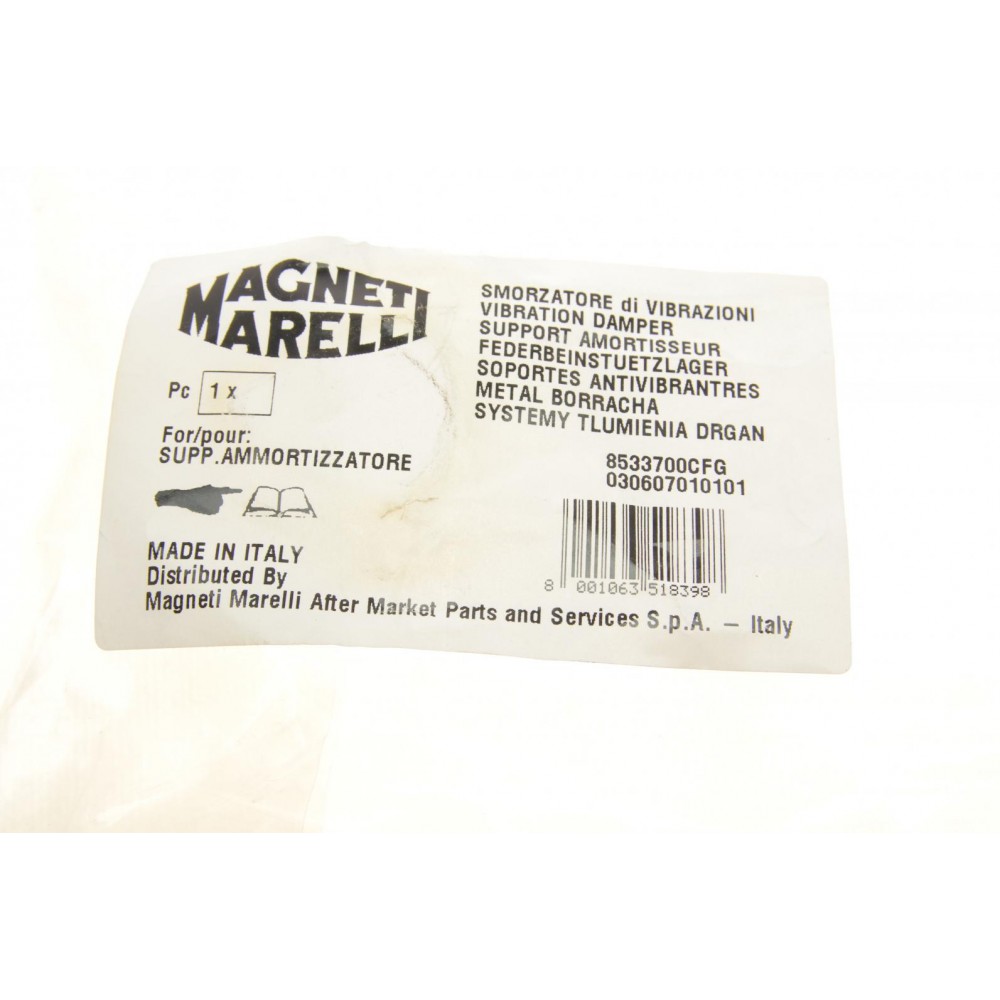 MAGNETI
MARELLI
Pc 1 x
For/pour:
SUPP.AMMORTIZZATORE
SMORZATORE di VIBRAZIONI
VIBRATION DAMPER
SUPPORT AMORTISSEUR
FEDERBEINSTUETZLAGER
SOPORTES ANTIVIBRANTRES
METAL BORRACHA
SYSTEMY TLUMIENIA DRGAN
8533700CFG
030607010101
8 001063 518398
MADE IN ITALY
Distributed By
Magneti Marelli After Market Parts and Services S.p.A. – Italy